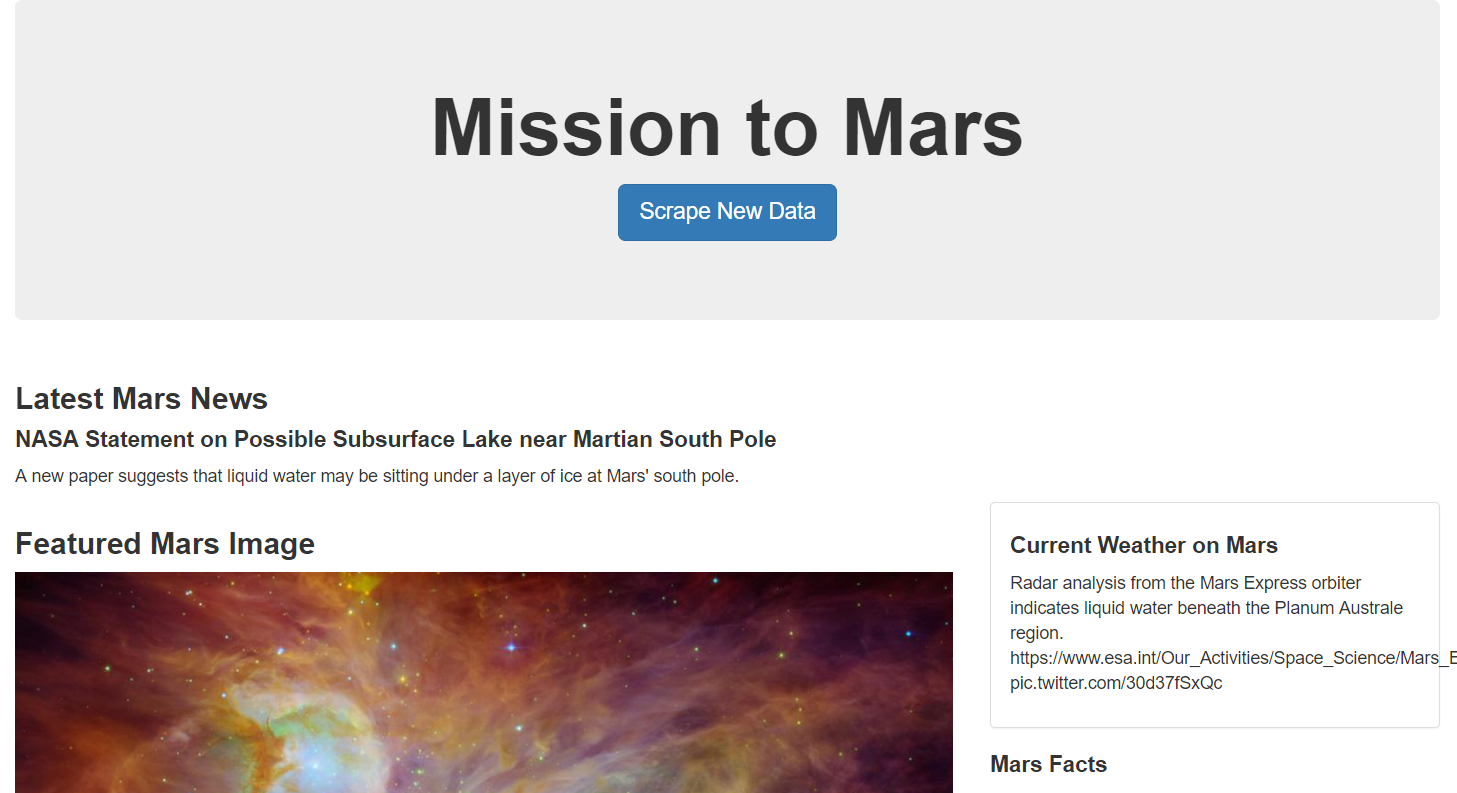 Mission to Mars
Scrape New Data
Latest Mars News
NASA Statement on Possible Subsurface Lake near Martian South Pole
A new paper suggests that liquid water may be sitting under a layer of ice at Mars' south pole.
Featured Mars Image
Current Weather on Mars
Radar analysis from the Mars Express orbiter
indicates liquid water beneath the Planum Australe
region.
https://www.esa.int/Our_Activities/Space_Science/Mars_E
pic.twitter.com/30d37fSxQc
Mars Facts